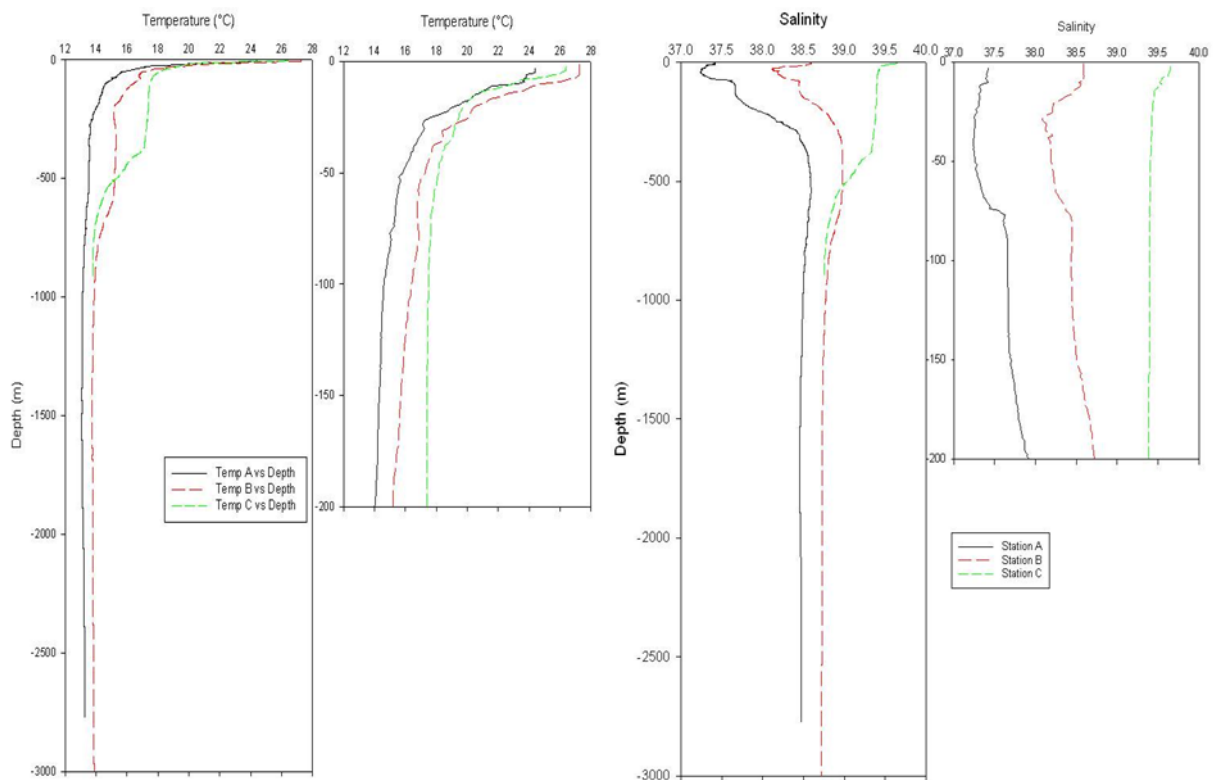 Temperature (°C)
12 14 16 18 20 22 24 26 28
0
-500
-1000
-1500
-2000
-2500
-3000
Depth (m)
Temp A vs Depth
Temp B vs Depth
Temp C vs Depth
Temperature (°C)
12 14 16 18 20 22 24 26 28
0
-50
-100
-150
-200
Salinity
37.0 37.5 38.0 38.5 39.0 39.5 40.0
0
-500
-1000
-1500
-2000
-2500
-3000
Depth (m)
Salinity
37.0 37.5 38.0 38.5 39.0 39.5 40.0
0
-50
-100
-150
-200
Station A
Station B
Station C